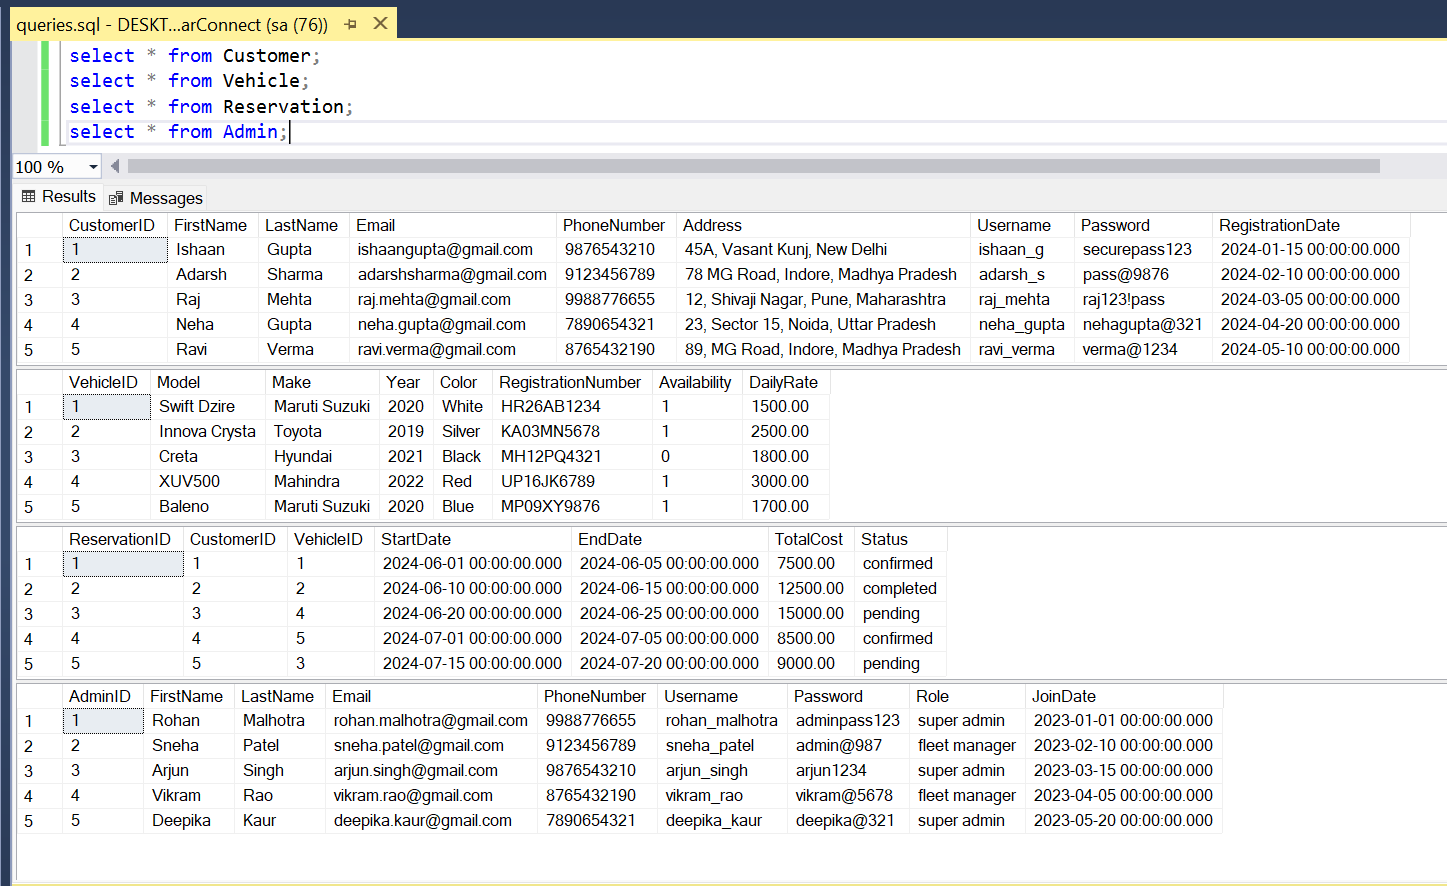 queries.sql - DESKT...arConnect (sa (76))
select * from Customer;
select * from Vehicle;
select * from Reservation;
select * from Admin;
100 %
Results Messages
CustomerID FirstName LastName Email PhoneNumber Address Username Password RegistrationDate
1 1 Ishaan Gupta ishaangupta@gmail.com 9876543210 45A, Vasant Kunj, New Delhi ishaan_g securepass123 2024-01-15 00:00:00.000
2 2 Adarsh Sharma adarshsharma@gmail.com 9123456789 78 MG Road, Indore, Madhya Pradesh adarsh_s pass@9876 2024-02-10 00:00:00.000
3 3 Raj Mehta raj.mehta@gmail.com 9988776655 12, Shivaji Nagar, Pune, Maharashtra raj_mehta raj123!pass 2024-03-05 00:00:00.000
4 4 Neha Gupta neha.gupta@gmail.com 7890654321 23, Sector 15, Noida, Uttar Pradesh neha_gupta nehagupta@321 2024-04-20 00:00:00.000
5 5 Ravi Verma ravi.verma@gmail.com 8765432190 89, MG Road, Indore, Madhya Pradesh ravi_verma verma@1234 2024-05-10 00:00:00.000
VehicleID Model Make Year Color RegistrationNumber Availability DailyRate
1 1 Swift Dzire Maruti Suzuki 2020 White HR26AB1234 1 1500.00
2 2 Innova Crysta Toyota 2019 Silver KA03MN5678 1 2500.00
3 3 Creta Hyundai 2021 Black MH12PQ4321 0 1800.00
4 4 XUV500 Mahindra 2022 Red UP16JK6789 1 3000.00
5 5 Baleno Maruti Suzuki 2020 Blue MP09XY9876 1 1700.00
ReservationID CustomerID VehicleID StartDate EndDate TotalCost Status
1 1 1 1 2024-06-01 00:00:00.000 2024-06-05 00:00:00.000 7500.00 confirmed
2 2 2 2 2024-06-10 00:00:00.000 2024-06-15 00:00:00.000 12500.00 completed
3 3 3 4 2024-06-20 00:00:00.000 2024-06-25 00:00:00.000 15000.00 pending
4 4 4 5 2024-07-01 00:00:00.000 2024-07-05 00:00:00.000 8500.00 confirmed
5 5 5 3 2024-07-15 00:00:00.000 2024-07-20 00:00:00.000 9000.00 pending
AdminID FirstName LastName Email PhoneNumber Username Password Role JoinDate
1 1 Rohan Malhotra rohan.malhotra@gmail.com 9988776655 rohan_malhotra adminpass123 super admin 2023-01-01 00:00:00.000
2 2 Sneha Patel sneha.patel@gmail.com 9123456789 sneha_patel admin@987 fleet manager 2023-02-10 00:00:00.000
3 3 Arjun Singh arjun.singh@gmail.com 9876543210 arjun_singh arjun1234 super admin 2023-03-15 00:00:00.000
4 4 Vikram Rao vikram.rao@gmail.com 8765432190 vikram_rao vikram@5678 fleet manager 2023-04-05 00:00:00.000
5 5 Deepika Kaur deepika.kaur@gmail.com 7890654321 deepika_kaur deepika@321 super admin 2023-05-20 00:00:00.000